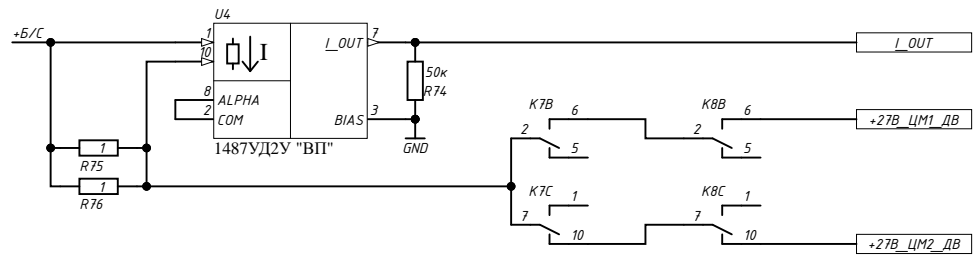 U4
+Б/С
1
10
I
I_OUT
7
I_OUT
50к
R74
8
ALPHA
2
COM
BIAS
3
1487УД2У "ВП"
GND
K7B
6
2
5
K8B
6
2
5
+27В_ЦМ1_ДВ
1
R75
1
R76
K7C
1
7
10
K8C
1
7
10
+27В_ЦМ2_ДВ